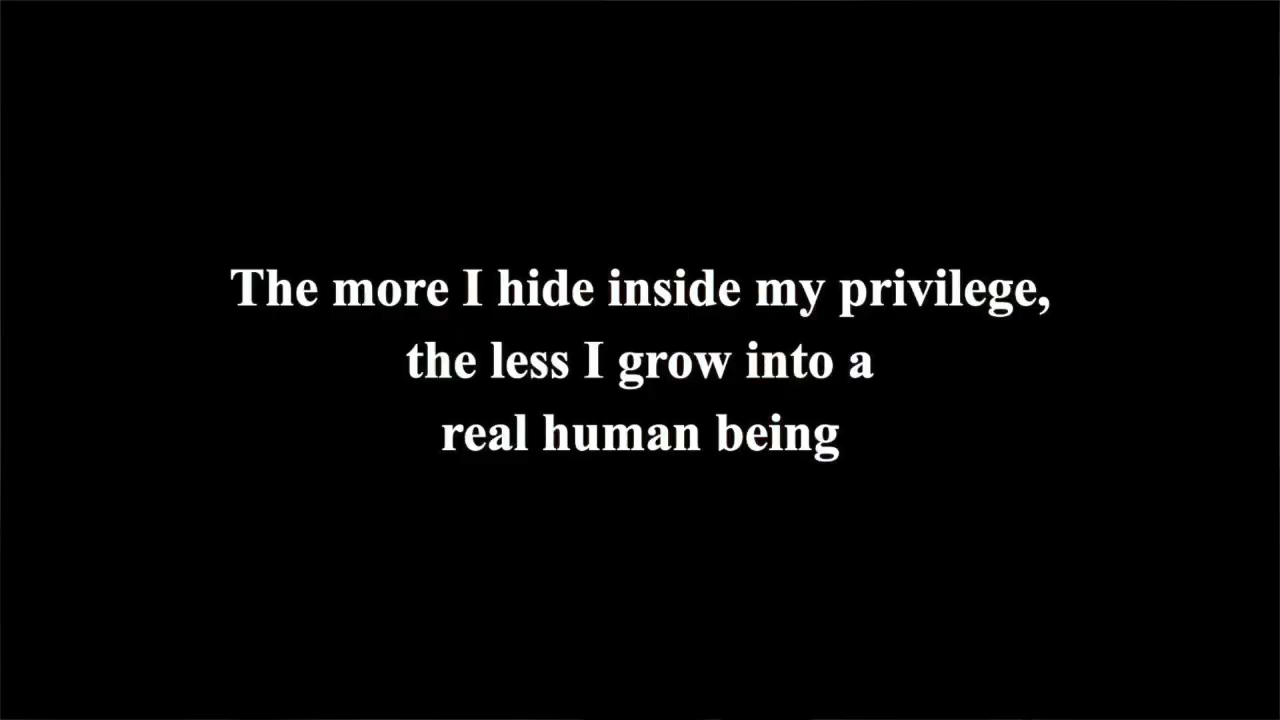 The more I hide inside my privilege,
the less I grow into a
real human being